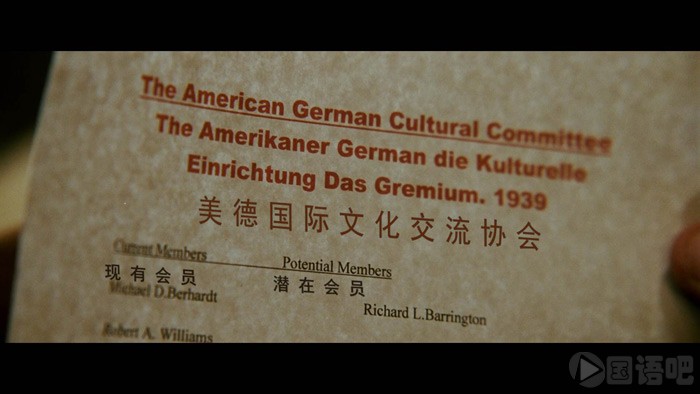 The American German Cultural Committee
The Amerikaner German die Kulturelle
Einrichtung Das Gremium. 1939
美德国际文化交流协会
Current Members
Potential Members
现有会员
潜在会员
Michael D.Berhardt
Richard L.Barrington
Robert A. Williams
国语吧